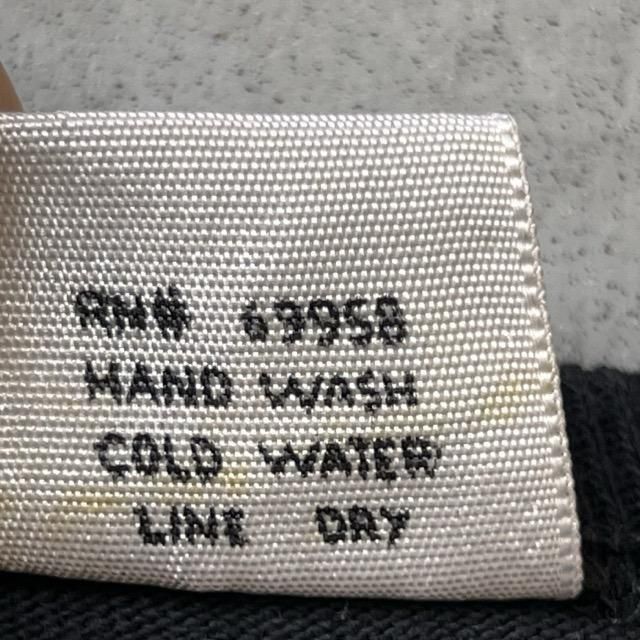 RN# 69958
HAND WASH
COLD WATER
LINE DRY